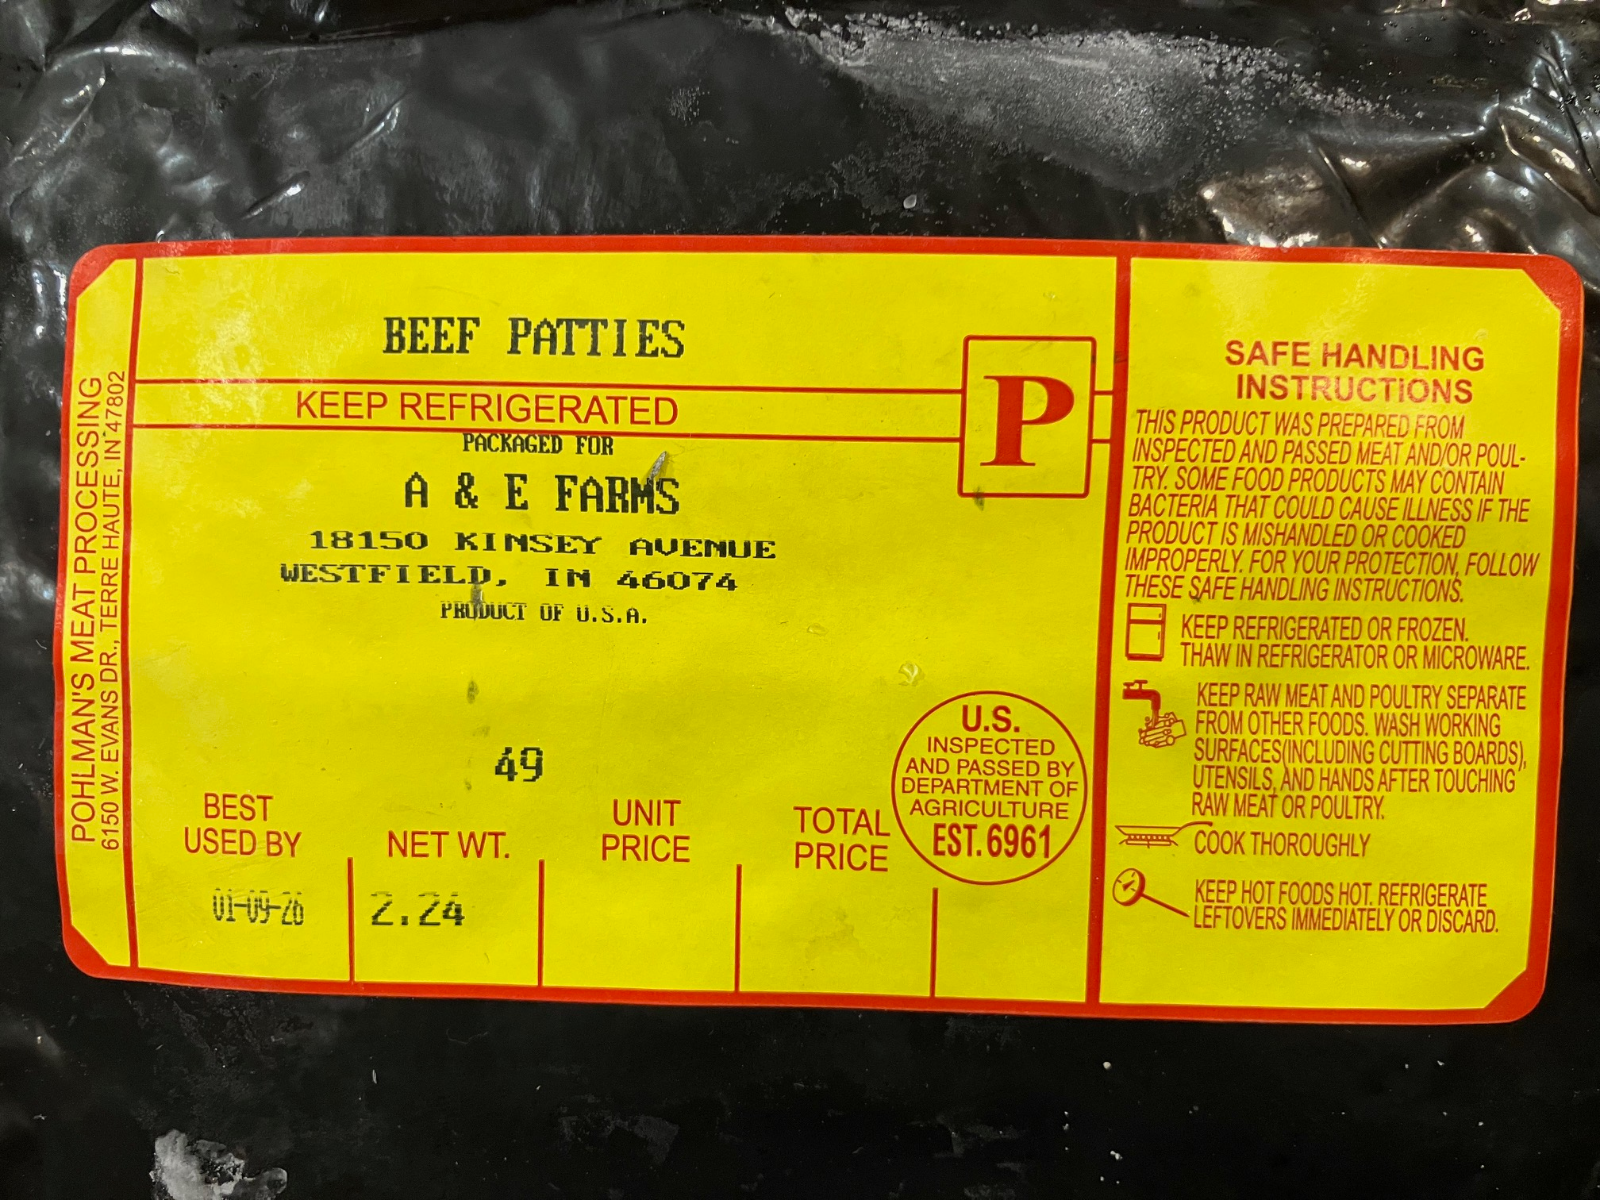 POHLMAN'S MEAT PROCESSING
6150 W. EVANS DR., TERRE HAUTE, IN 47802
BEEF PATTIES
KEEP REFRIGERATED
P
PACKAGED FOR
A & E FARMS
18150 KINSEY AVENUE
WESTFIELD, IN 46074
PRODUCT OF U.S.A.
49
BEST
USED BY
01-09-26
NET WT.
2.24
UNIT
PRICE
TOTAL
PRICE
U.S.
INSPECTED
AND PASSED BY
DEPARTMENT OF
AGRICULTURE
EST. 6961
SAFE HANDLING
INSTRUCTIONS
THIS PRODUCT WAS PREPARED FROM
INSPECTED AND PASSED MEAT AND/OR POUL-
TRY. SOME FOOD PRODUCTS MAY CONTAIN
BACTERIA THAT COULD CAUSE ILLNESS IF THE
PRODUCT IS MISHANDLED OR COOKED
IMPROPERLY. FOR YOUR PROTECTION, FOLLOW
THESE SAFE HANDLING INSTRUCTIONS.
KEEP REFRIGERATED OR FROZEN.
THAW IN REFRIGERATOR OR MICROWARE.
KEEP RAW MEAT AND POULTRY SEPARATE
FROM OTHER FOODS. WASH WORKING
SURFACES(INCLUDING CUTTING BOARDS),
UTENSILS, AND HANDS AFTER TOUCHING
RAW MEAT OR POULTRY.
COOK THOROUGHLY
KEEP HOT FOODS HOT. REFRIGERATE
LEFTOVERS IMMEDIATELY OR DISCARD.